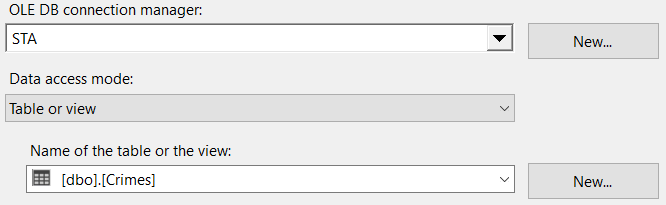 OLE DB connection manager:
STA
New...
Data access mode:
Table or view
Name of the table or the view:
[dbo].[Crimes]
New...